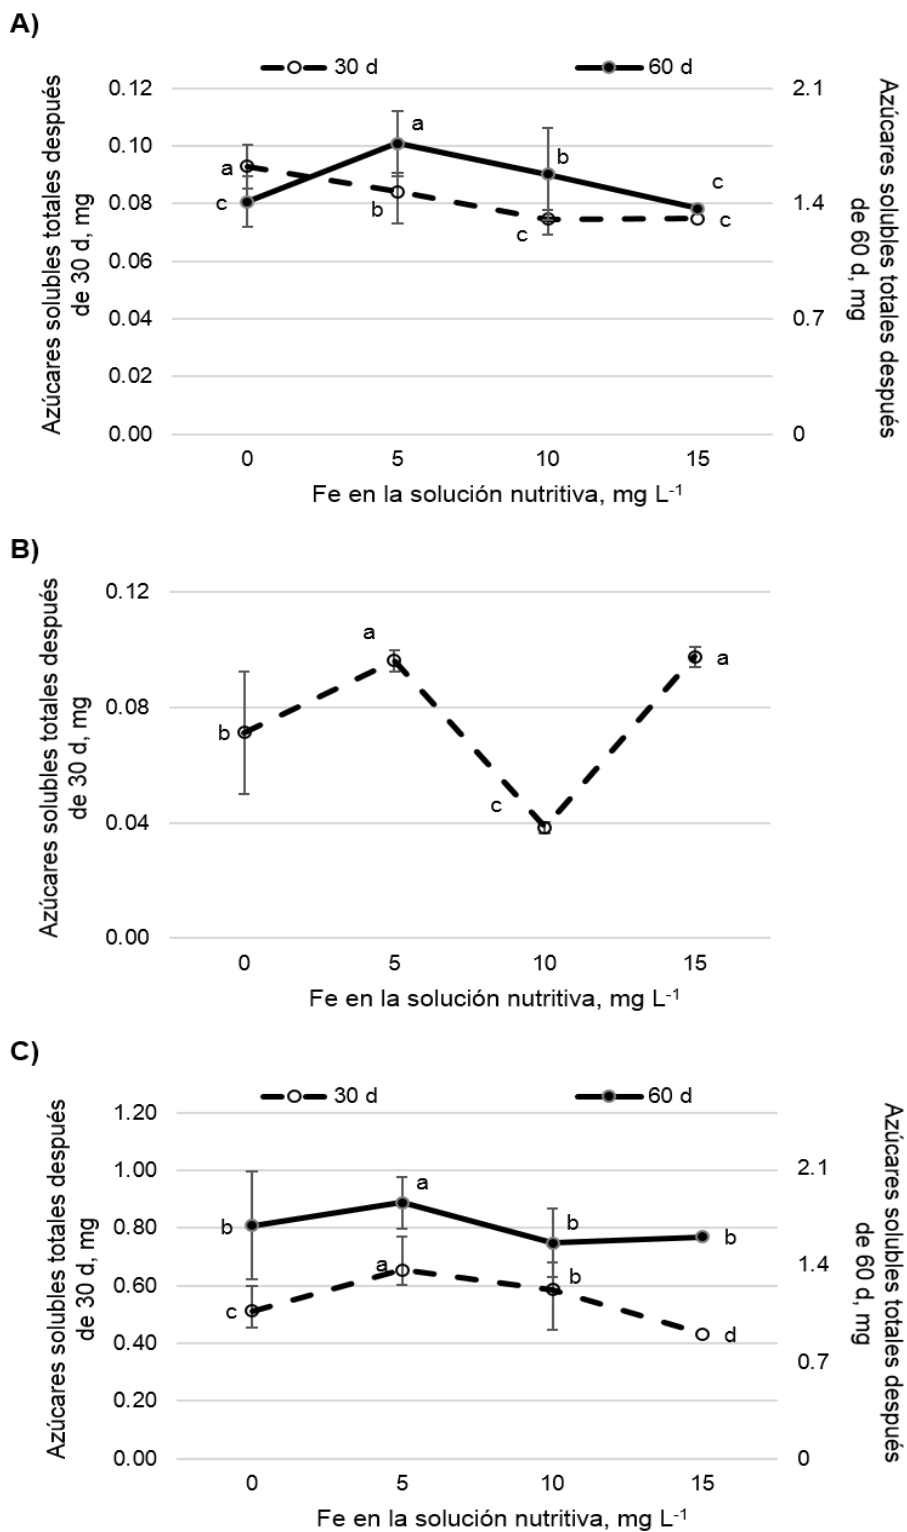 A)
30 d
60 d
Azúcares solubles totales después
de 30 d, mg
0.12
0.10
0.08
0.06
0.04
0.02
0.00
a
c
a
b
b
c
c
c
2.1
1.4
0.7
0
Azúcares solubles totales después
de 60 d, mg
0 5 10 15
Fe en la solución nutritiva, mg L-1
B)
Azúcares solubles totales después
de 30 d, mg
0.12
0.08
0.04
0.00
b
a
c
a
0 5 10 15
Fe en la solución nutritiva, mg L-1
C)
30 d
60 d
Azúcares solubles totales después
de 30 d, mg
1.20
1.00
0.80
0.60
0.40
0.20
0.00
b
c
a
a
b
b
b
d
2.1
1.4
0.7
0
Azúcares solubles totales después
de 60 d, mg
0 5 10 15
Fe en la solución nutritiva, mg L-1